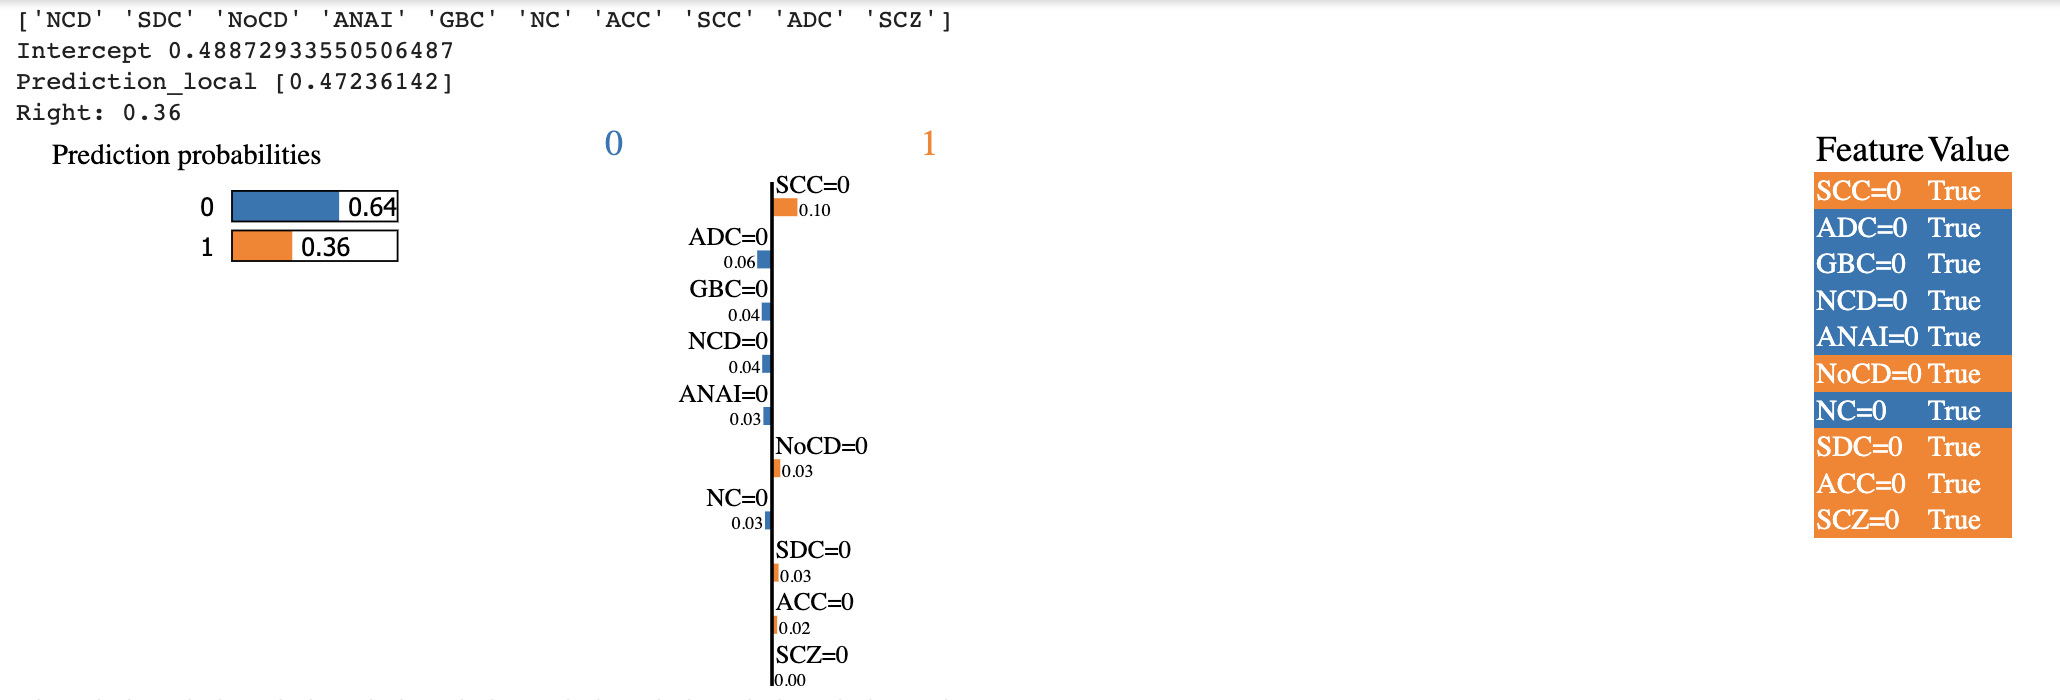 ['NCD' 'SDC' 'NoCD' 'ANAI' 'GBC' 'NC' 'ACC' 'SCC' 'ADC' 'SCZ']
Intercept 0.48872933550506487
Prediction_local [0.47236142]
Right: 0.36
Prediction probabilities
0 0.64
1 0.36
0 1
SCC=0
0.10
ADC=0
0.06
GBC=0
0.04
NCD=0
0.04
ANAI=0
0.03
NoCD=0
0.03
NC=0
0.03
SDC=0
0.03
ACC=0
0.02
SCZ=0
0.00
Feature Value
SCC=0 True
ADC=0 True
GBC=0 True
NCD=0 True
ANAI=0 True
NoCD=0 True
NC=0 True
SDC=0 True
ACC=0 True
SCZ=0 True